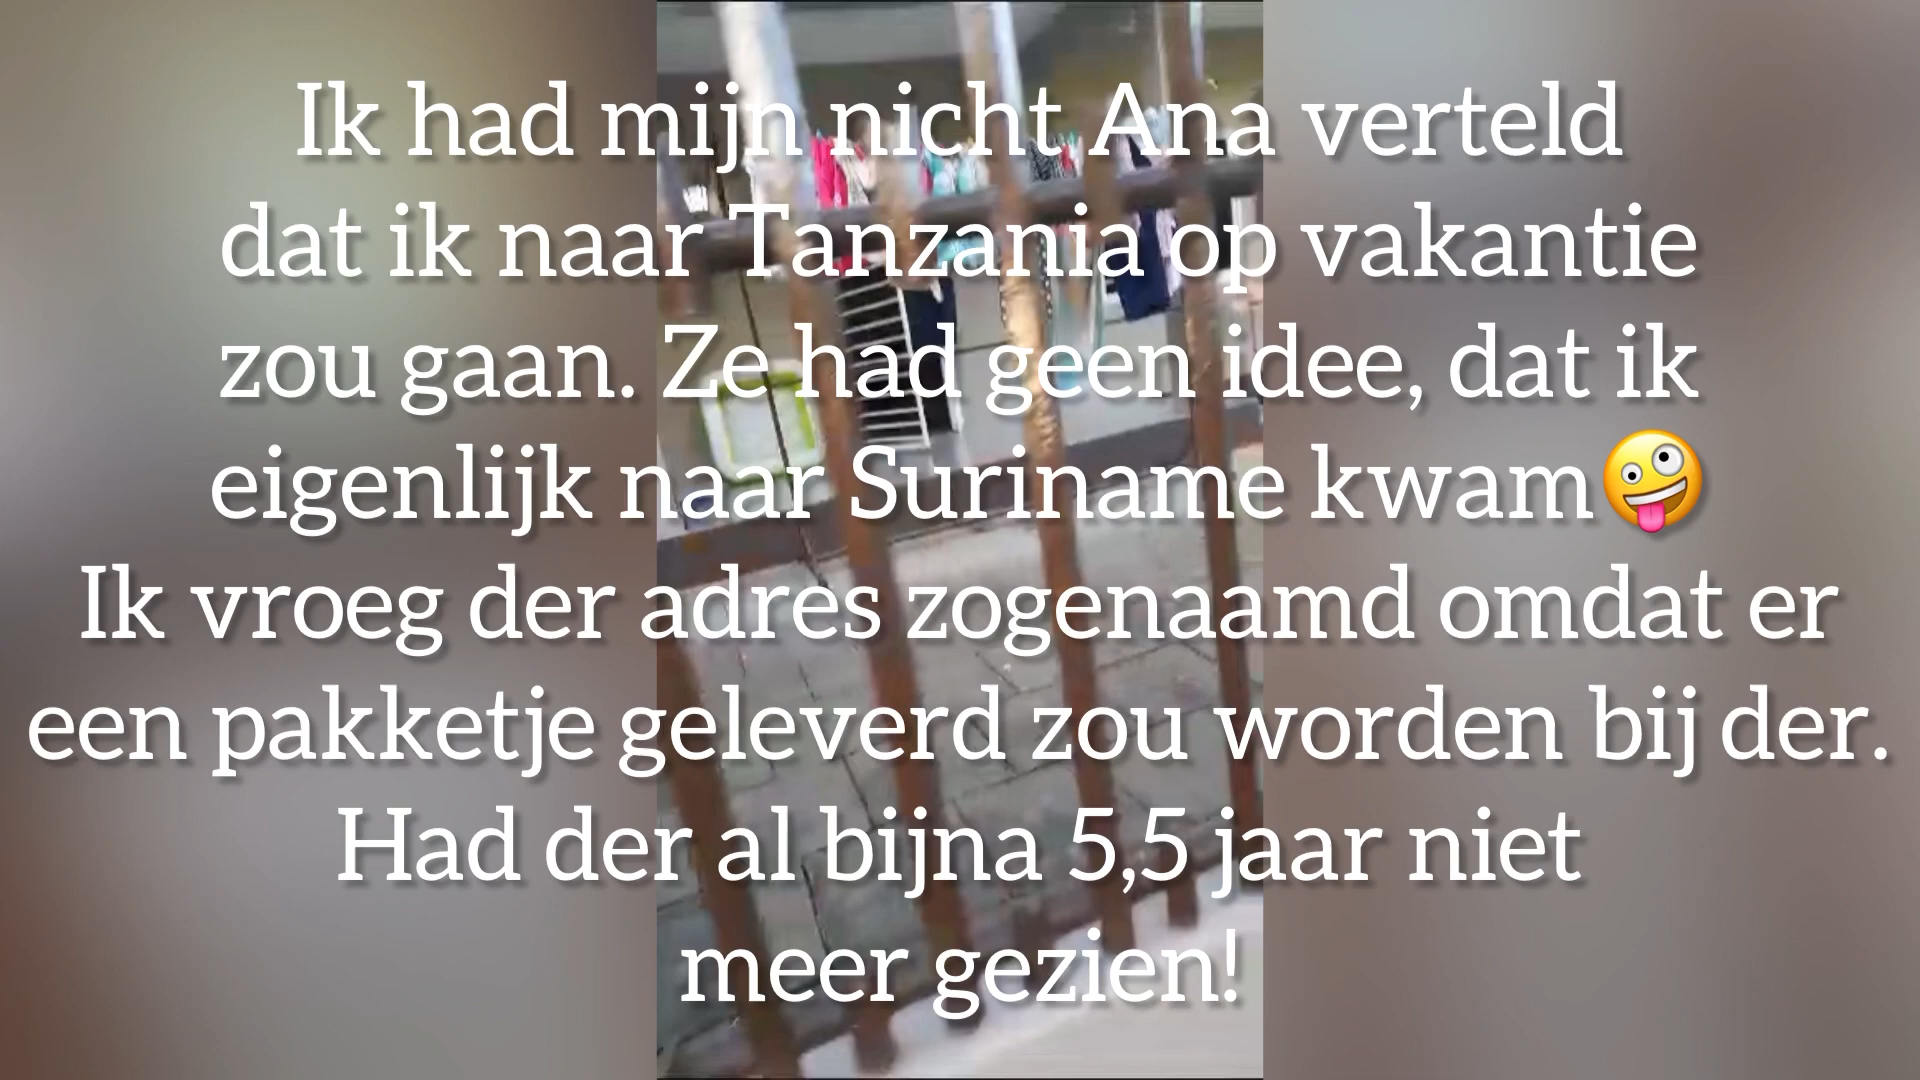 Ik had mijn nicht Ana verteld
dat ik naar Tanzania op vakantie
zou gaan. Ze had geen idee, dat ik
eigenlijk naar Suriname kwam🤪
Ik vroeg der adres zogenaamd omdat er
een pakketje geleverd zou worden bij der.
Had der al bijna 5,5 jaar niet
meer gezien!